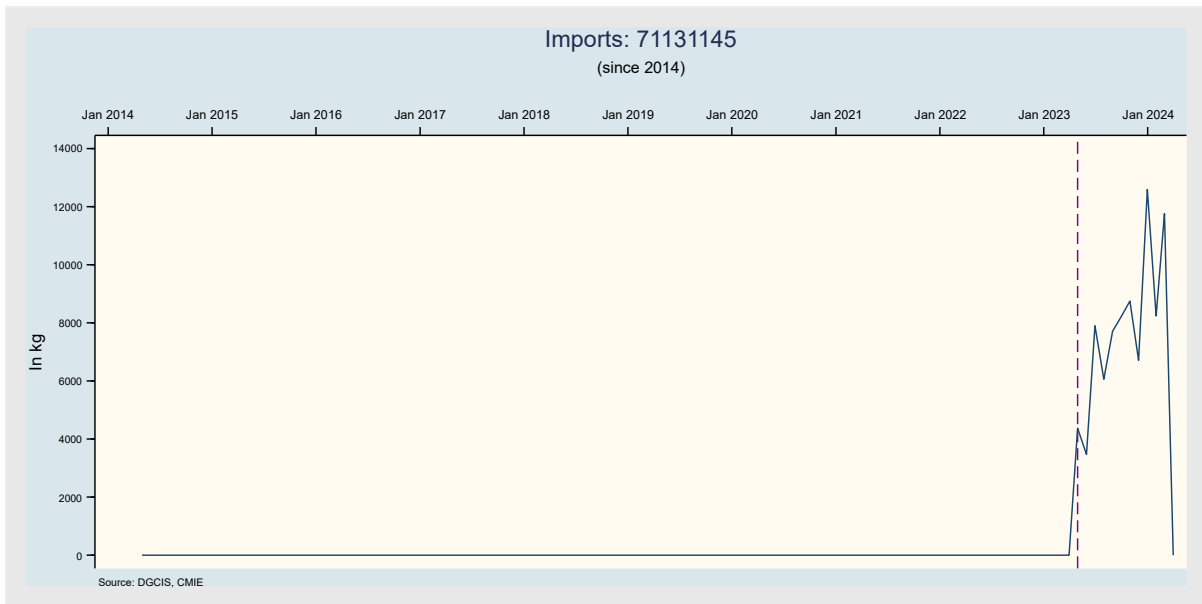 Imports: 71131145
(since 2014)
Jan 2014 Jan 2015 Jan 2016 Jan 2017 Jan 2018 Jan 2019 Jan 2020 Jan 2021 Jan 2022 Jan 2023 Jan 2024
14000
12000
10000
8000
6000
4000
2000
0
In kg
Source: DGCIS, CMIE